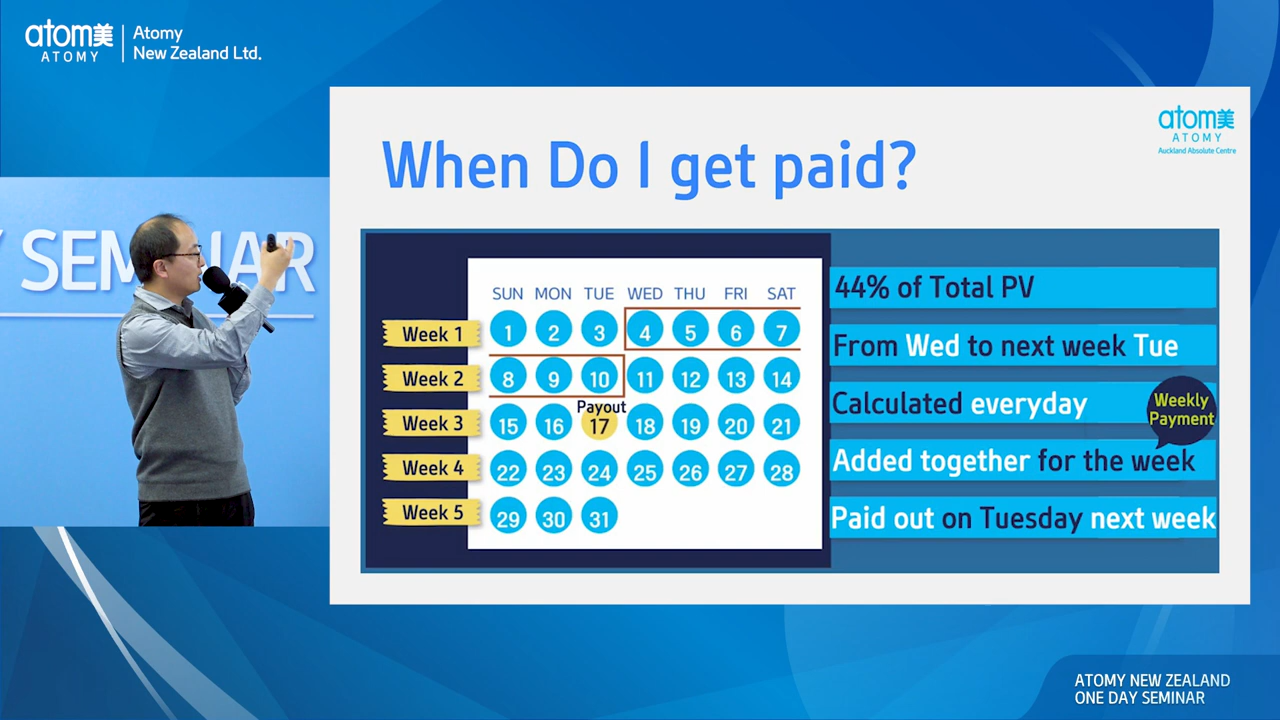 atom美
ATOMY
Atomy
New Zealand Ltd.
SEMINAR
When Do I get paid?
atom美
ATOMY
Auckland Absolute Centre
SUN MON TUE WED THU FRI SAT
Week 1 1 2 3 4 5 6 7
Week 2 8 9 10 11 12 13 14
Payout
Week 3 15 16 17 18 19 20 21
Week 4 22 23 24 25 26 27 28
Week 5 29 30 31
44% of Total PV
From Wed to next week Tue
Calculated everyday
Weekly
Payment
Added together for the week
Paid out on Tuesday next week
ATOMY NEW ZEALAND
ONE DAY SEMINAR